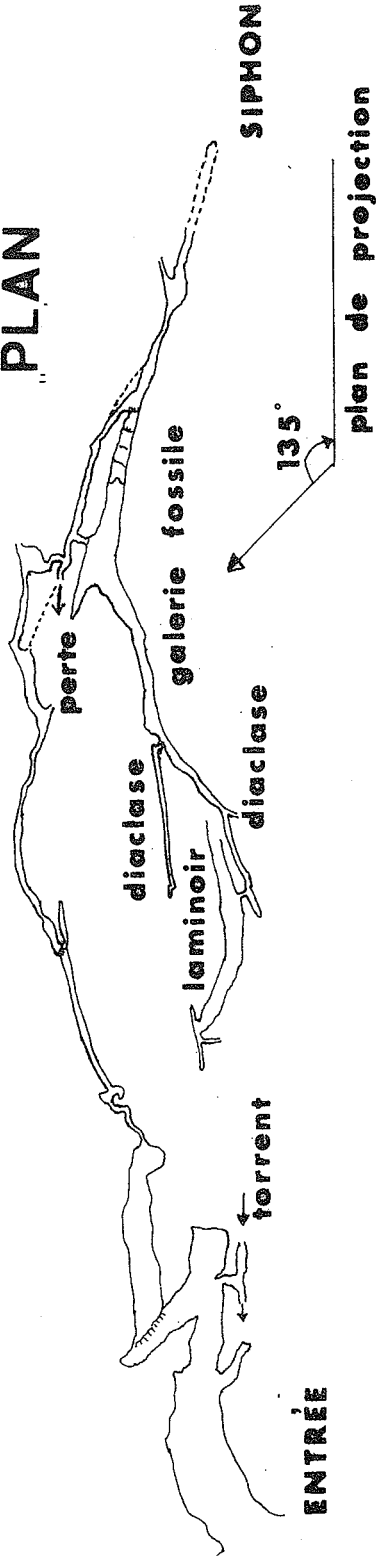 PLAN
SIPHON
plan de projection
135°
galerie fossile
perte
diaclase
diaclase
laminoir
torrent
ENTRÉE